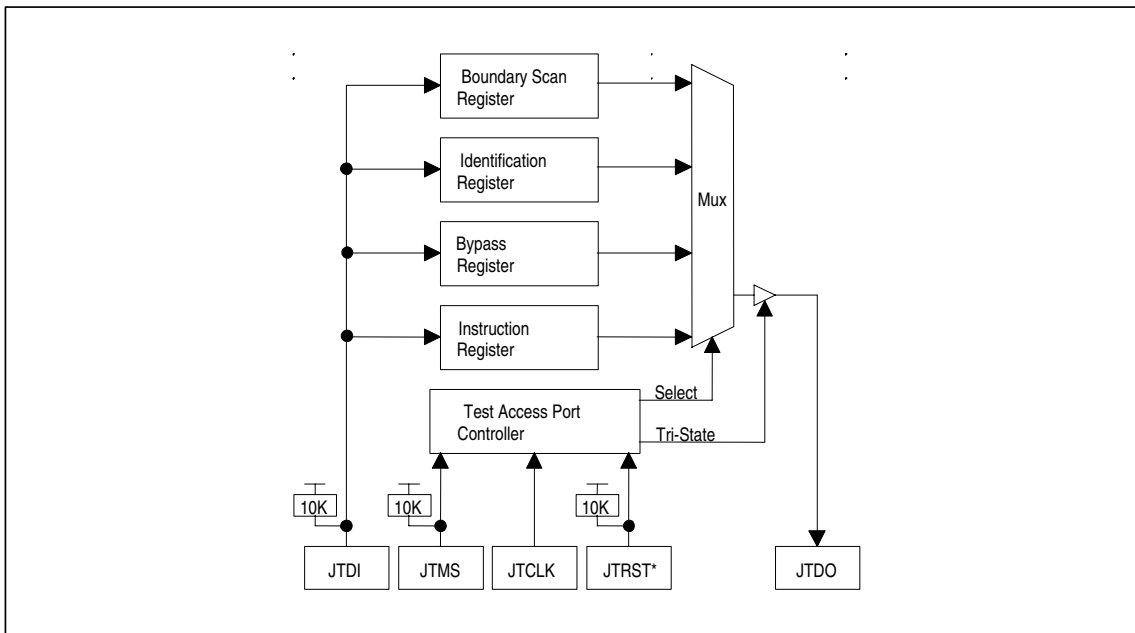 Boundary Scan
Register
Identification
Register
Mux
Bypass
Register
Instruction
Register
Select
Test Access Port
Controller
Tri-State
10K
10K
10K
JTDI
JTMS
JTCLK
JTRST*
JTDO